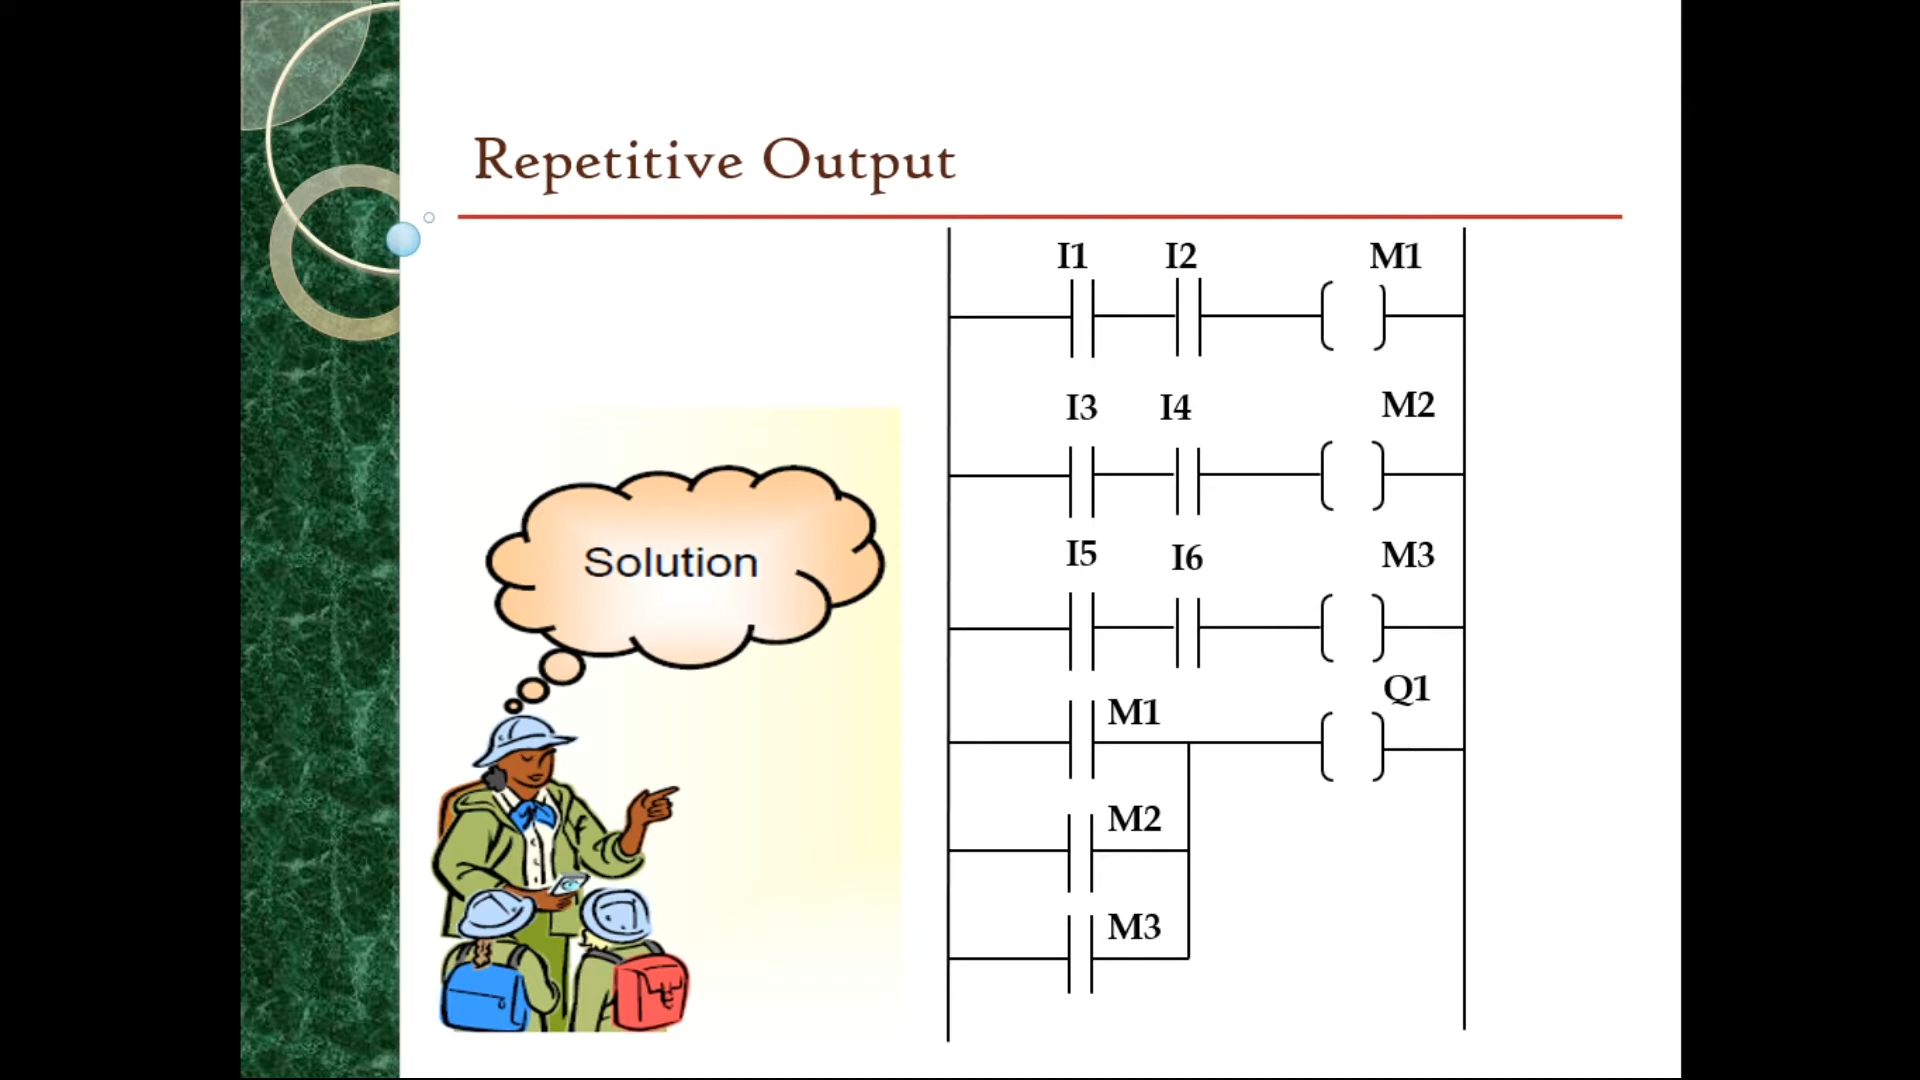 Repetitive Output
I1 I2 M1
I3 I4 M2
Solution
I5 I6 M3
Q1
M1
M2
M3